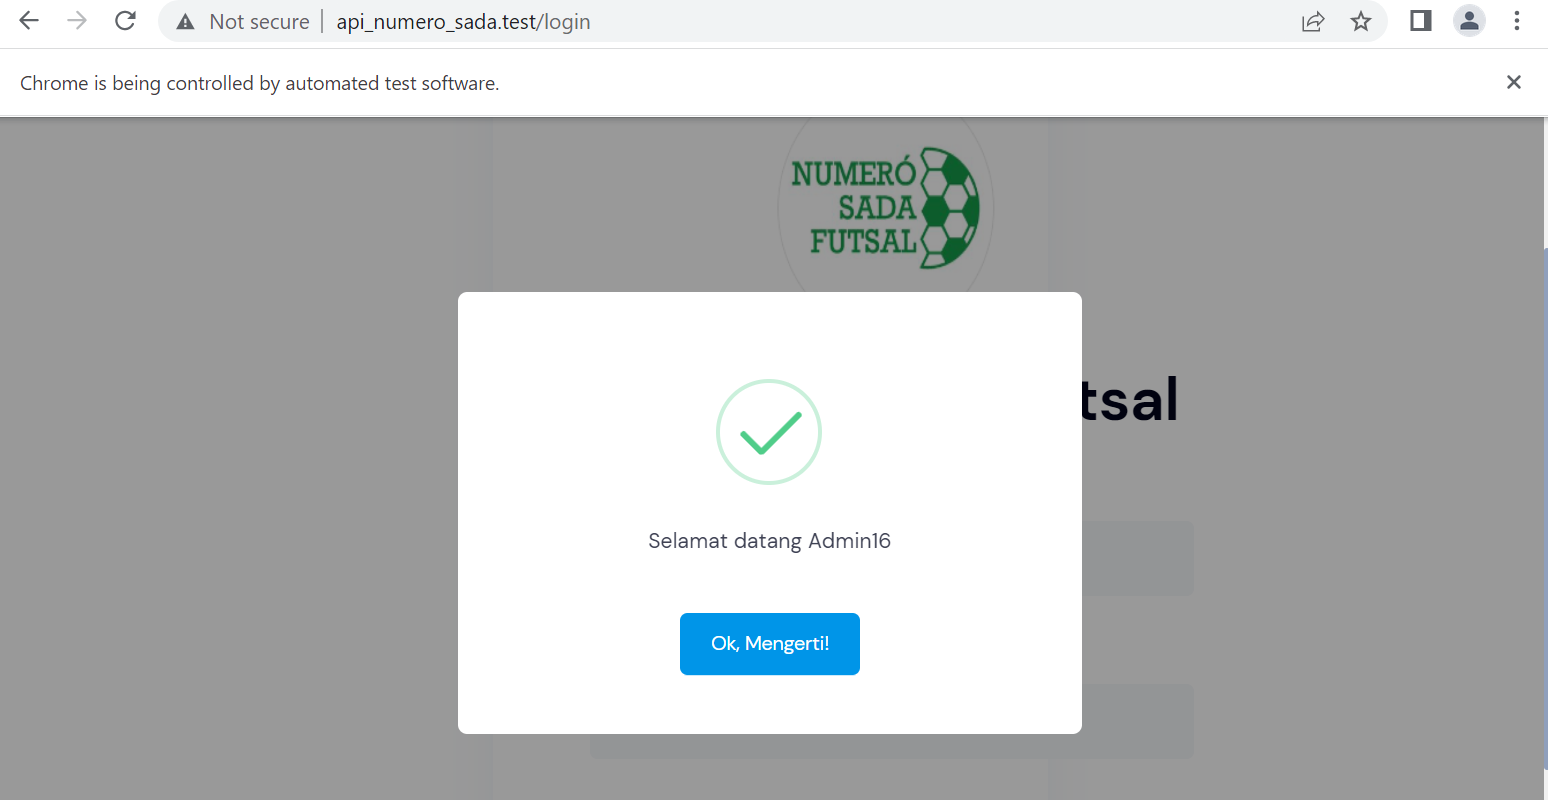 Not secure | api_numero_sada.test/login
Chrome is being controlled by automated test software.
NUMERÓ
SADA
FUTSAL
tsal
Selamat datang Admin16
Ok, Mengerti!